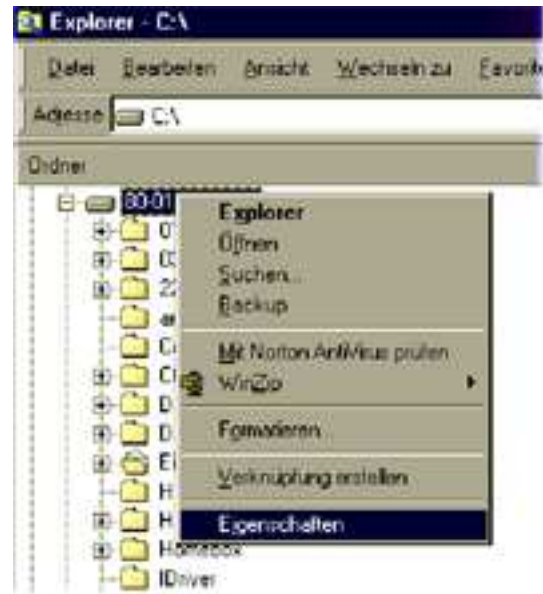 Explorer - C:\
Datei Bearbeiten Ansicht Wechseln zu
Adresse C:\
Ordner
Explorer
Öffnen
Suchen...
Backup
Mit Norton AntiVirus prüfen
WinZip
Formatieren...
Verknüpfung erstellen
Eigenschaften
Homebox
IDriver